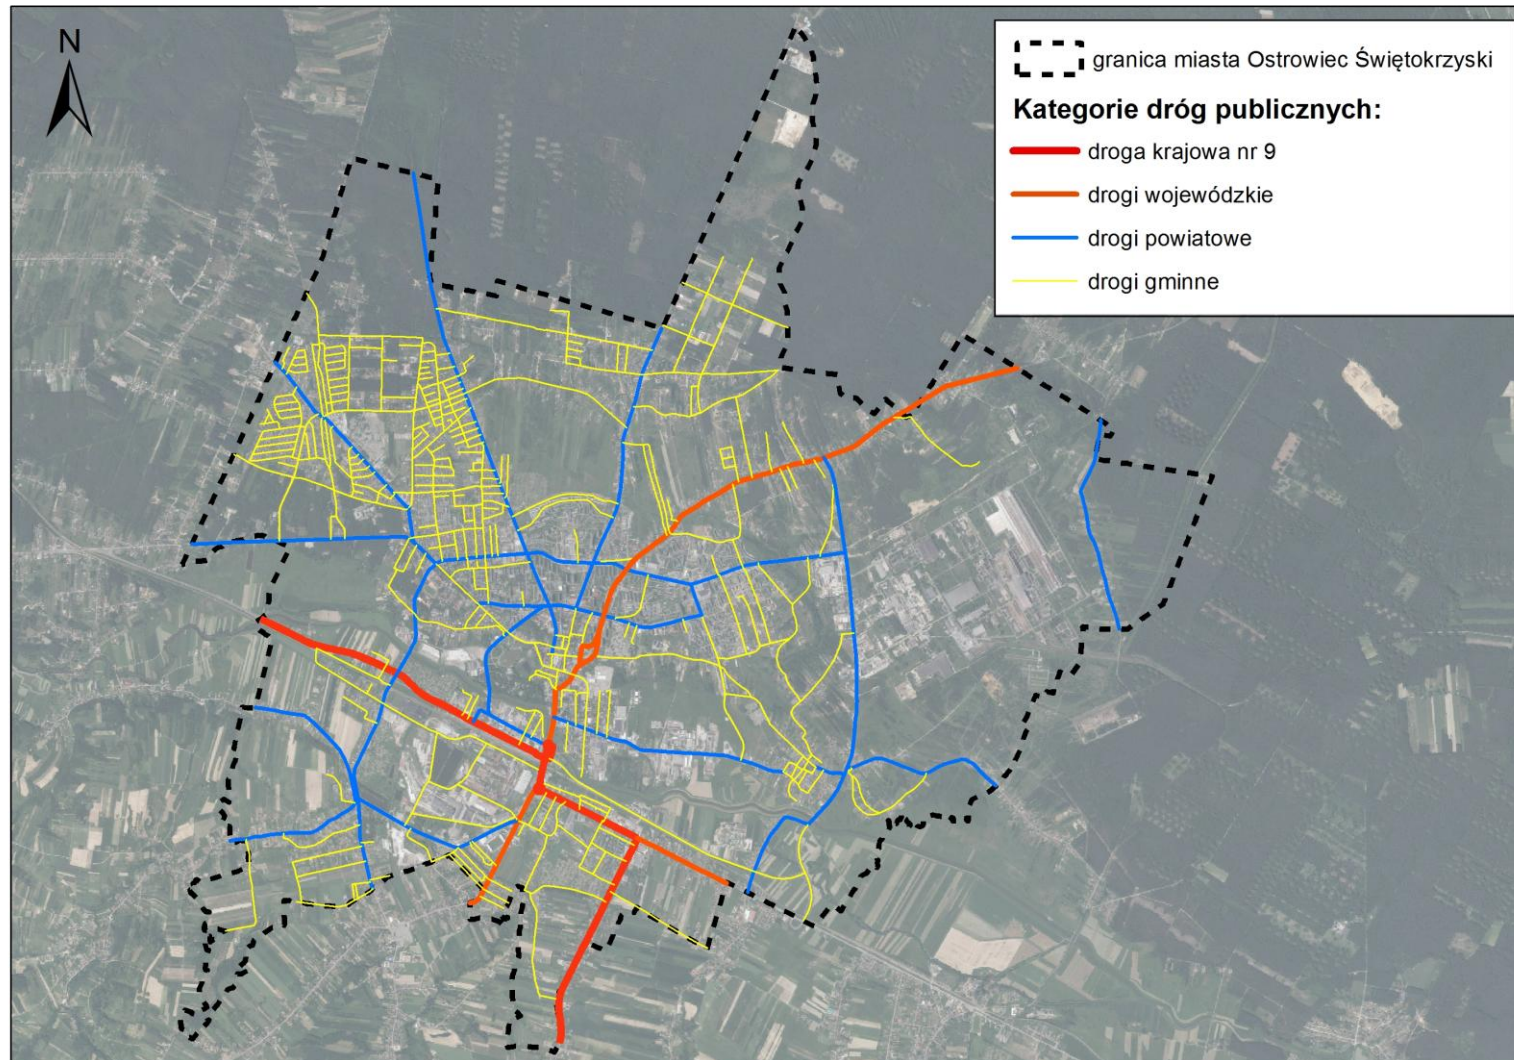 N
granica miasta Ostrowiec Świętokrzyski
Kategorie dróg publicznych:
droga krajowa nr 9
drogi wojewódzkie
drogi powiatowe
drogi gminne